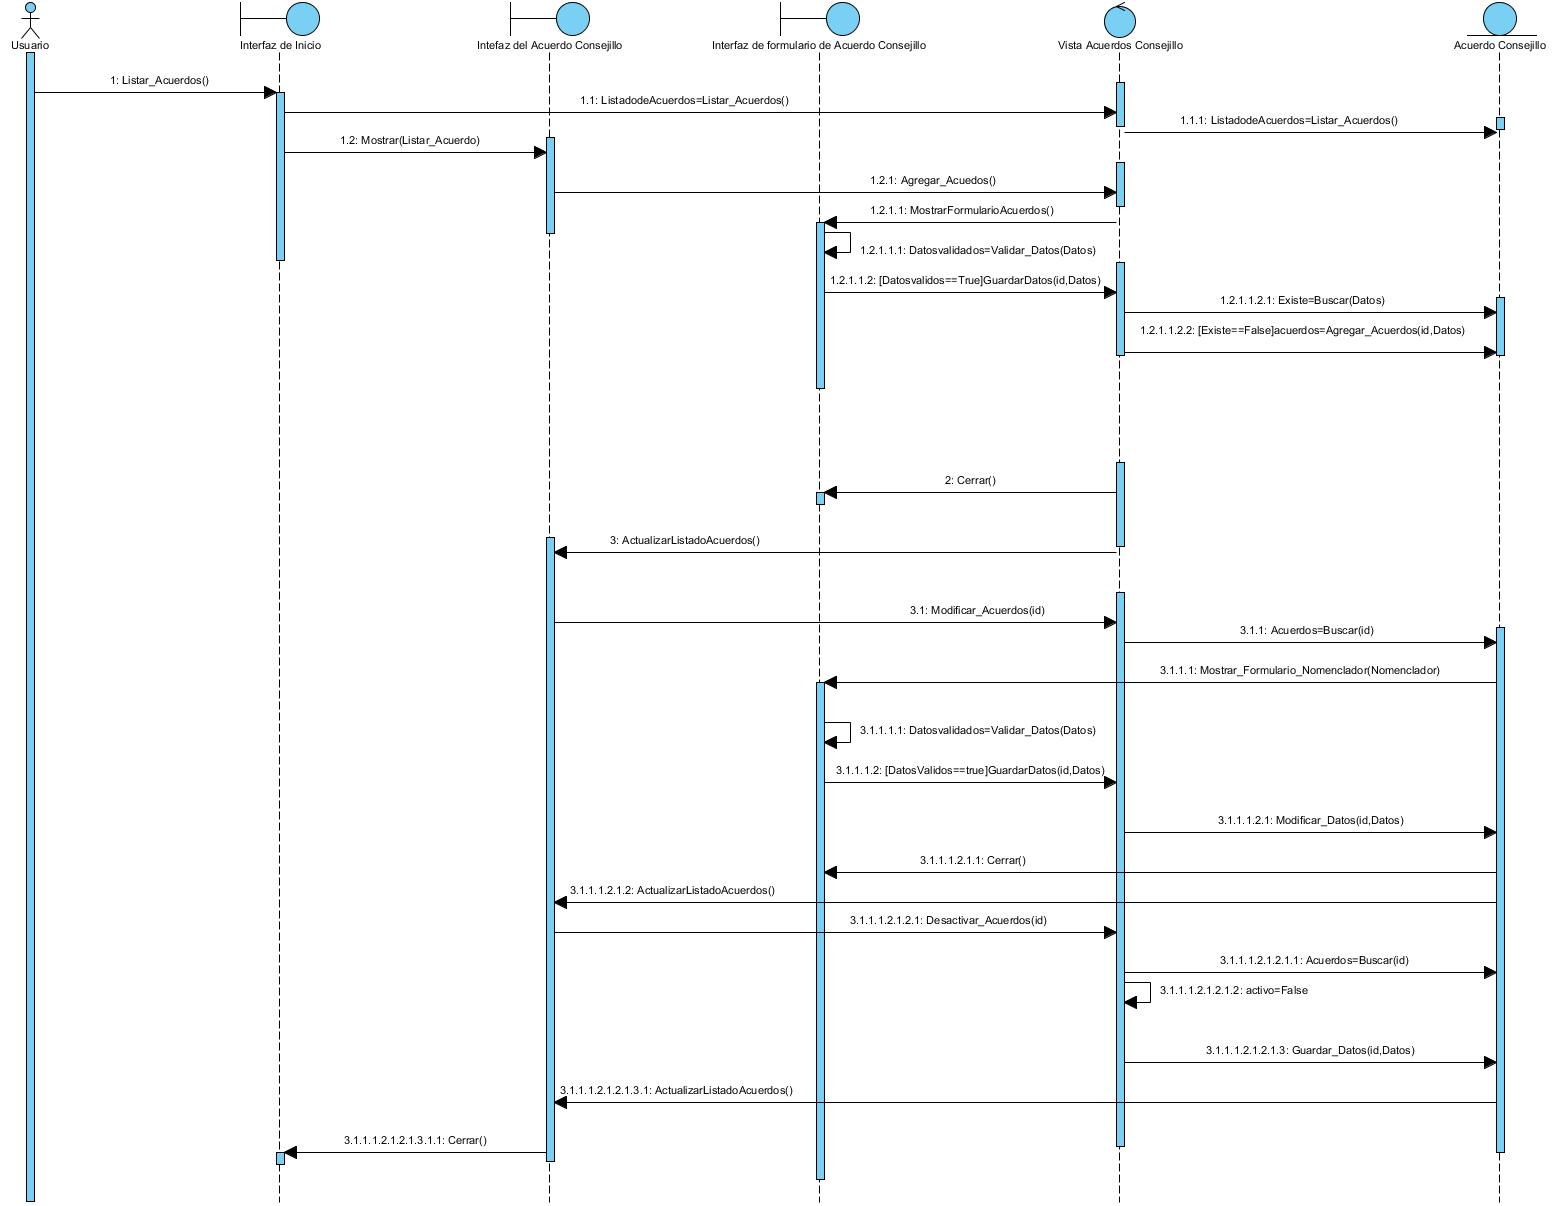 Usuario
Interfaz de Inicio
Intefaz del Acuerdo Consejillo
Interfaz de formulario de Acuerdo Consejillo
Vista Acuerdos Consejillo
Acuerdo Consejillo
1: Listar_Acuerdos()
1.1: ListadodeAcuerdos=Listar_Acuerdos()
1.1.1: ListadodeAcuerdos=Listar_Acuerdos()
1.2: Mostrar(Listar_Acuerdo)
1.2.1: Agregar_Acuedos()
1.2.1.1: MostrarFormularioAcuerdos()
1.2.1.1.1: Datosvalidados=Validar_Datos(Datos)
1.2.1.1.2: [Datosvalidos==True]GuardarDatos(id,Datos)
1.2.1.1.2.1: Existe=Buscar(Datos)
1.2.1.1.2.2: [Existe==False]acuerdos=Agregar_Acuerdos(id,Datos)
2: Cerrar()
3: ActualizarListadoAcuerdos()
3.1: Modificar_Acuerdos(id)
3.1.1: Acuerdos=Buscar(id)
3.1.1.1: Mostrar_Formulario_Nomenclador(Nomenclador)
3.1.1.1.1: Datosvalidados=Validar_Datos(Datos)
3.1.1.1.2: [DatosValidos==true]GuardarDatos(id,Datos)
3.1.1.1.2.1: Modificar_Datos(id,Datos)
3.1.1.1.2.1.1: Cerrar()
3.1.1.1.2.1.2: ActualizarListadoAcuerdos()
3.1.1.1.2.1.2.1: Desactivar_Acuerdos(id)
3.1.1.1.2.1.2.1.1: Acuerdos=Buscar(id)
3.1.1.1.2.1.2.1.2: activo=False
3.1.1.1.2.1.2.1.3: Guardar_Datos(id,Datos)
3.1.1.1.2.1.2.1.3.1: ActualizarListadoAcuerdos()
3.1.1.1.2.1.2.1.3.1.1: Cerrar()